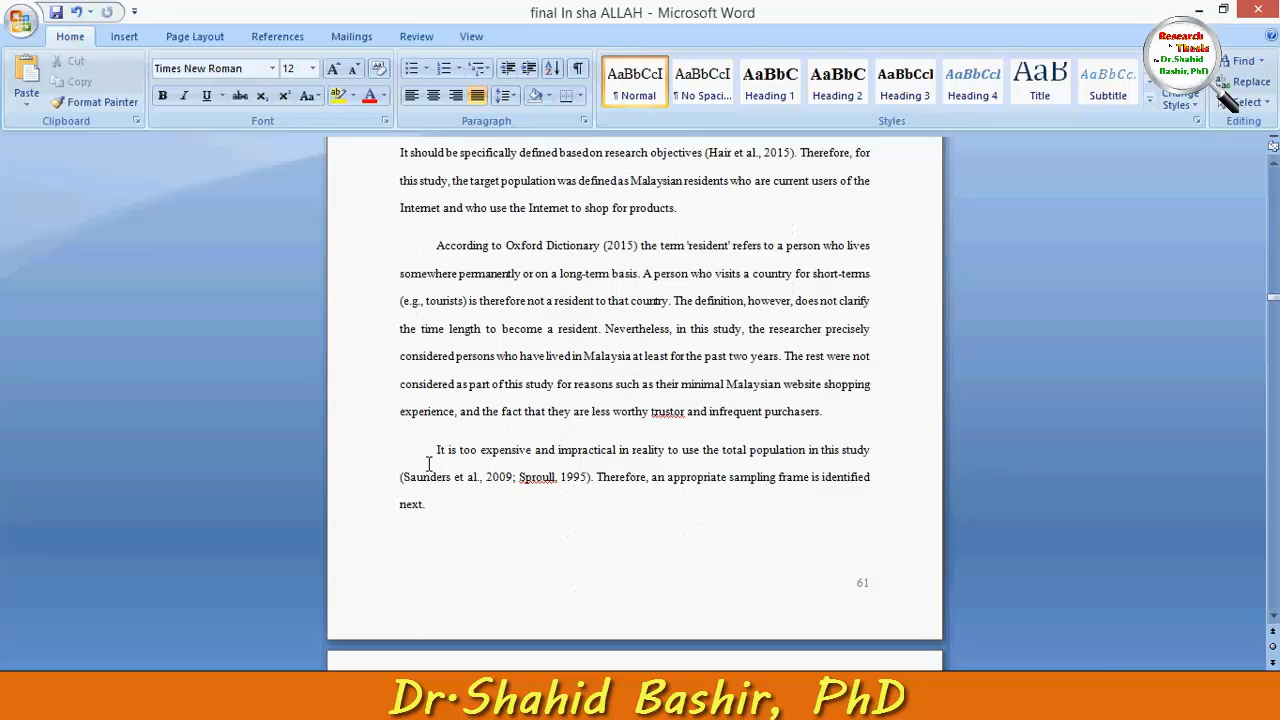 final In sha ALLAH - Microsoft Word
Home Insert Page Layout References Mailings Review View
Paste
Cut
Copy
Format Painter
Clipboard
Times New Roman 12
B I U abc x₂ x² Aa
Font
Paragraph
AaBbCcI AaBbCcI AaBbC AaBbC AaBbCcI AaBbCcI AaB AaBbCc.
¶ Normal ¶ No Spaci... Heading 1 Heading 2 Heading 3 Heading 4 Title Subtitle
Change Styles
Styles
Find
Replace
Select
Editing
Research
Thesis
Dr.Shahid
Bashir, PhD
It should be specifically defined based on research objectives (Hair et al., 2015). Therefore, for
this study, the target population was defined as Malaysian residents who are current users of the
Internet and who use the Internet to shop for products.
According to Oxford Dictionary (2015) the term 'resident' refers to a person who lives
somewhere permanently or on a long-term basis. A person who visits a country for short-terms
(e.g., tourists) is therefore not a resident to that country. The definition, however, does not clarify
the time length to become a resident. Nevertheless, in this study, the researcher precisely
considered persons who have lived in Malaysia at least for the past two years. The rest were not
considered as part of this study for reasons such as their minimal Malaysian website shopping
experience, and the fact that they are less worthy trustor and infrequent purchasers.
It is too expensive and impractical in reality to use the total population in this study
(Saunders et al., 2009; Sproull, 1995). Therefore, an appropriate sampling frame is identified
next.
61
Dr.Shahid Bashir, PhD